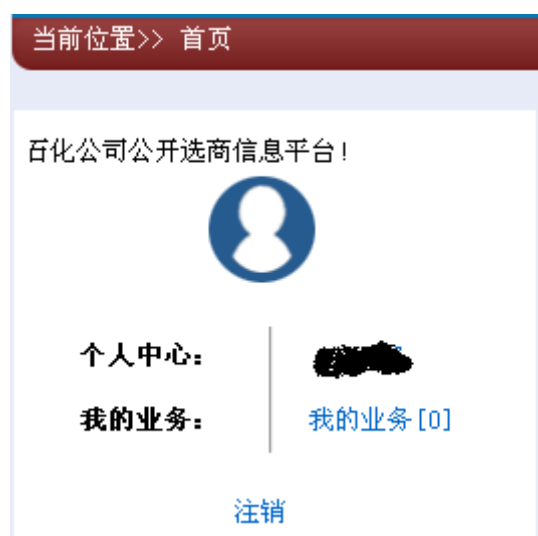 当前位置>> 首页
石化公司公开选商信息平台!
个人中心:
我的业务: 我的业务[0]
注销